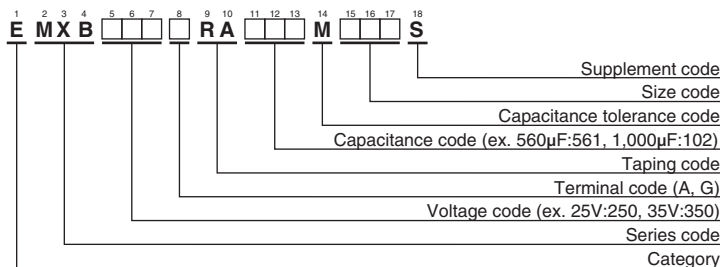 1 2 3 4 5 6 7 8 9 10 11 12 13 14 15 16 17 18
E M X B R A M S
Supplement code
Size code
Capacitance tolerance code
Capacitance code (ex. 560µF:561, 1,000µF:102)
Taping code
Terminal code (A, G)
Voltage code (ex. 25V:250, 35V:350)
Series code
Category